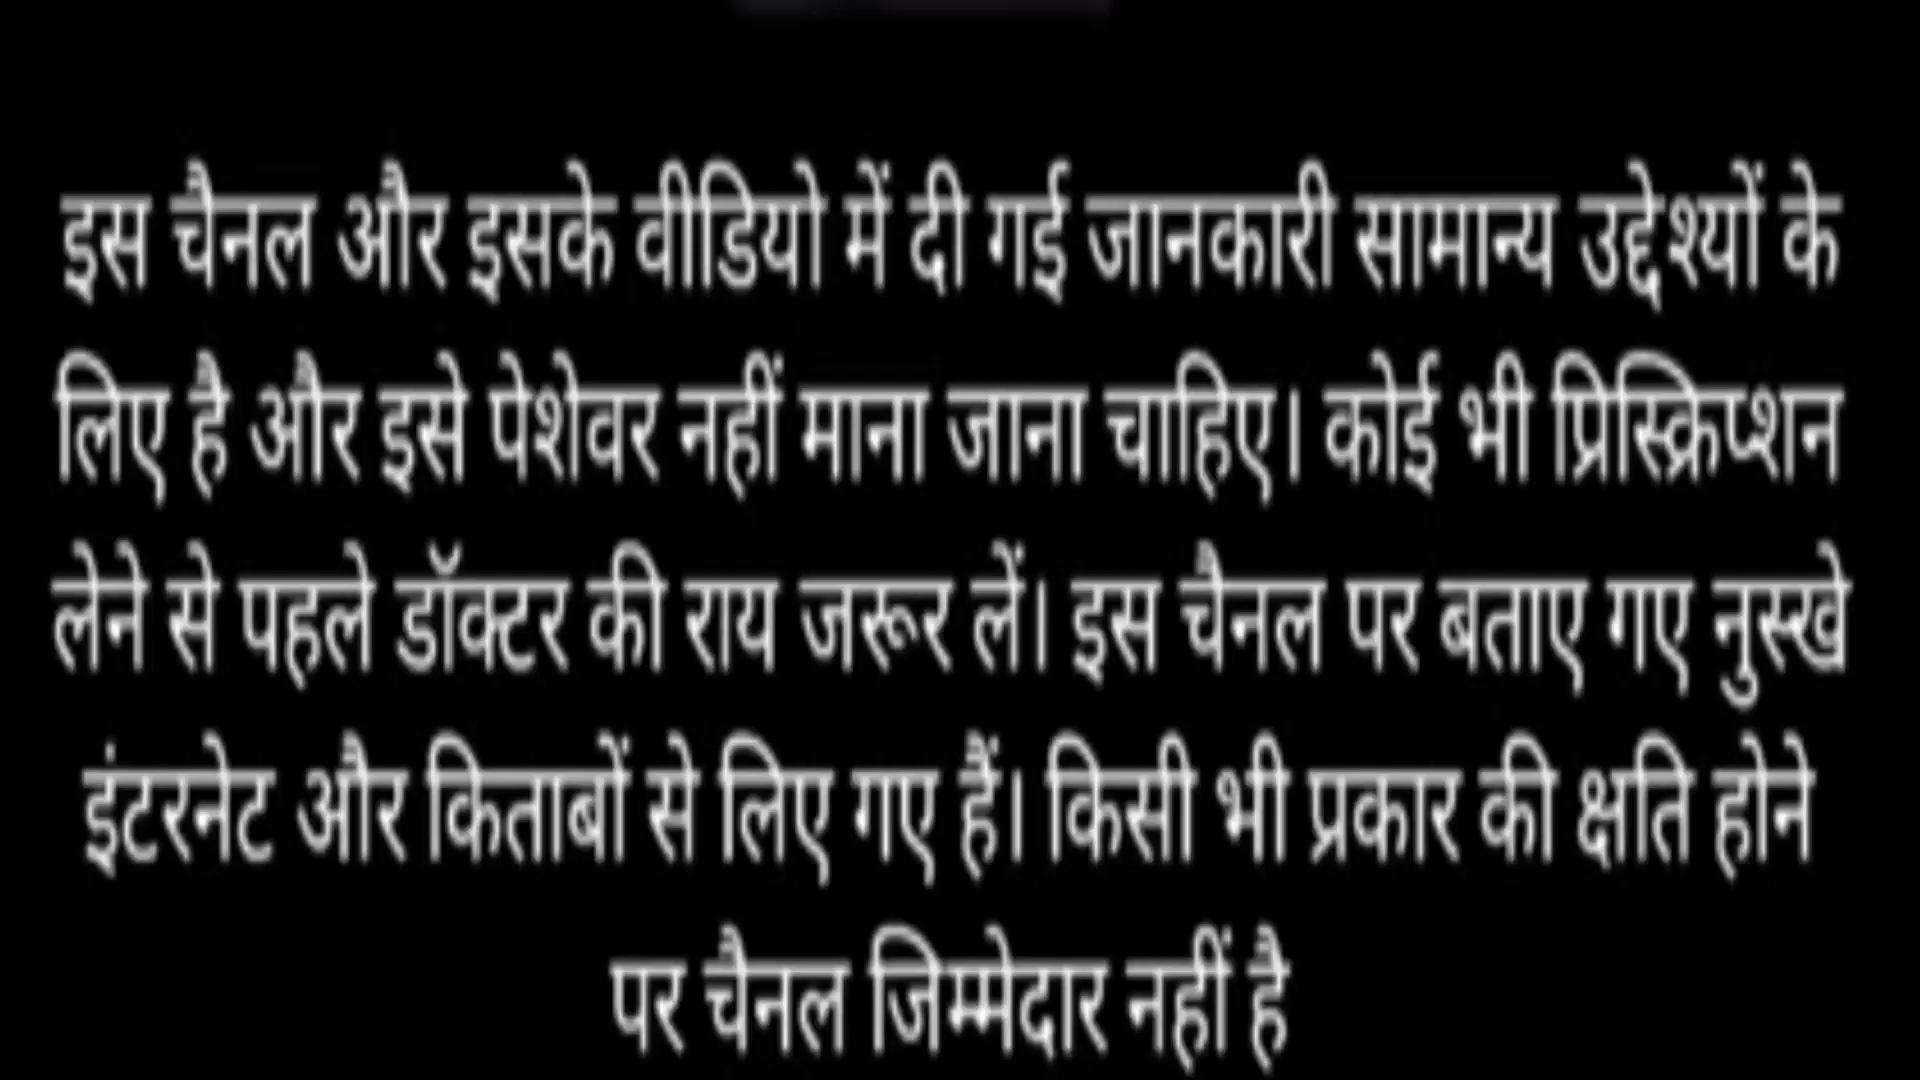 इस चैनल और इसके वीडियो में दी गई जानकारी सामान्य उद्देश्यों के
लिए है और इसे पेशेवर नहीं माना जाना चाहिए। कोई भी प्रिस्क्रिप्शन
लेने से पहले डॉक्टर की राय जरूर लें। इस चैनल पर बताए गए नुस्खे
इंटरनेट और किताबों से लिए गए हैं। किसी भी प्रकार की क्षति होने
पर चैनल जिम्मेदार नहीं है